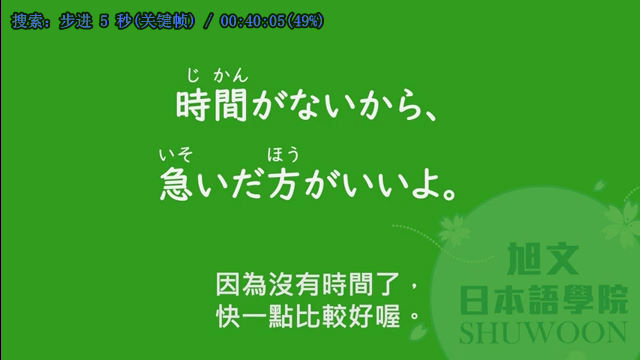 搜索: 步进 5 秒(关键帧) / 00:40:05(49%)
じ かん
時間がないから、
いそ ほう
急いだ方がいいよ。
因為沒有時間了，
快一點比較好喔。
旭文
日本語學院
SHUWOON